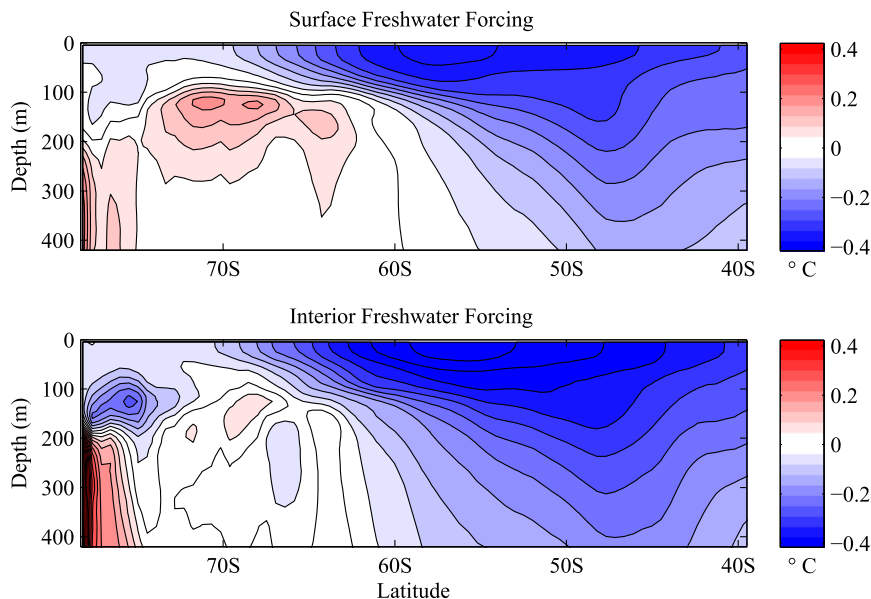 Surface Freshwater Forcing
0
100
200
300
400
Depth (m)
70S
60S
50S
40S
0.4
0.2
0
−0.2
−0.4
° C
Interior Freshwater Forcing
0
100
200
300
400
Depth (m)
70S
60S
50S
40S
Latitude
0.4
0.2
0
−0.2
−0.4
° C